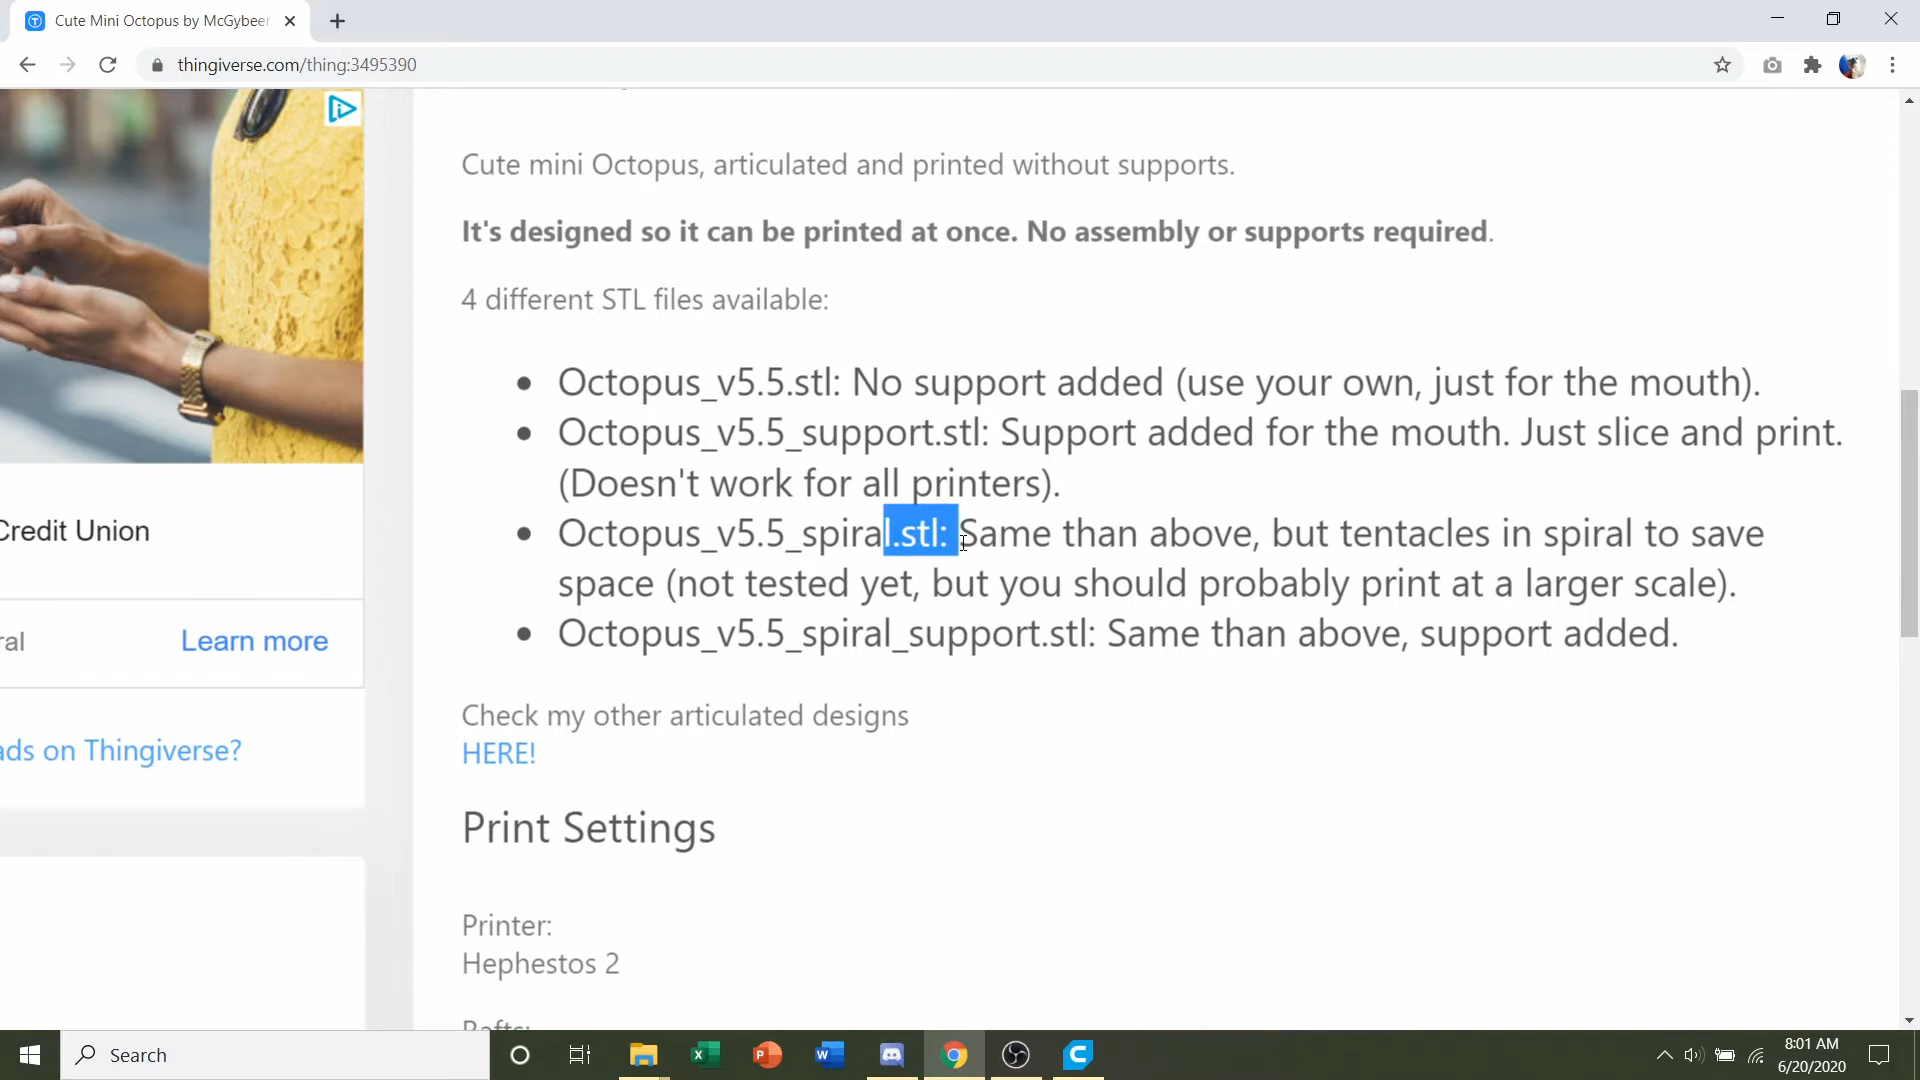 Cute Mini Octopus by McGybeer
thingiverse.com/thing:3495390
Cute mini Octopus, articulated and printed without supports.
It's designed so it can be printed at once. No assembly or supports required.
4 different STL files available:
Octopus_v5.5.stl: No support added (use your own, just for the mouth).
Octopus_v5.5_support.stl: Support added for the mouth. Just slice and print.
(Doesn't work for all printers).
Octopus_v5.5_spiral.stl: Same than above, but tentacles in spiral to save
space (not tested yet, but you should probably print at a larger scale).
Octopus_v5.5_spiral_support.stl: Same than above, support added.
Check my other articulated designs
HERE!
Print Settings
Printer:
Hephestos 2
Rafts:
Credit Union
ral
Learn more
ads on Thingiverse?
Search
8:01 AM
6/20/2020